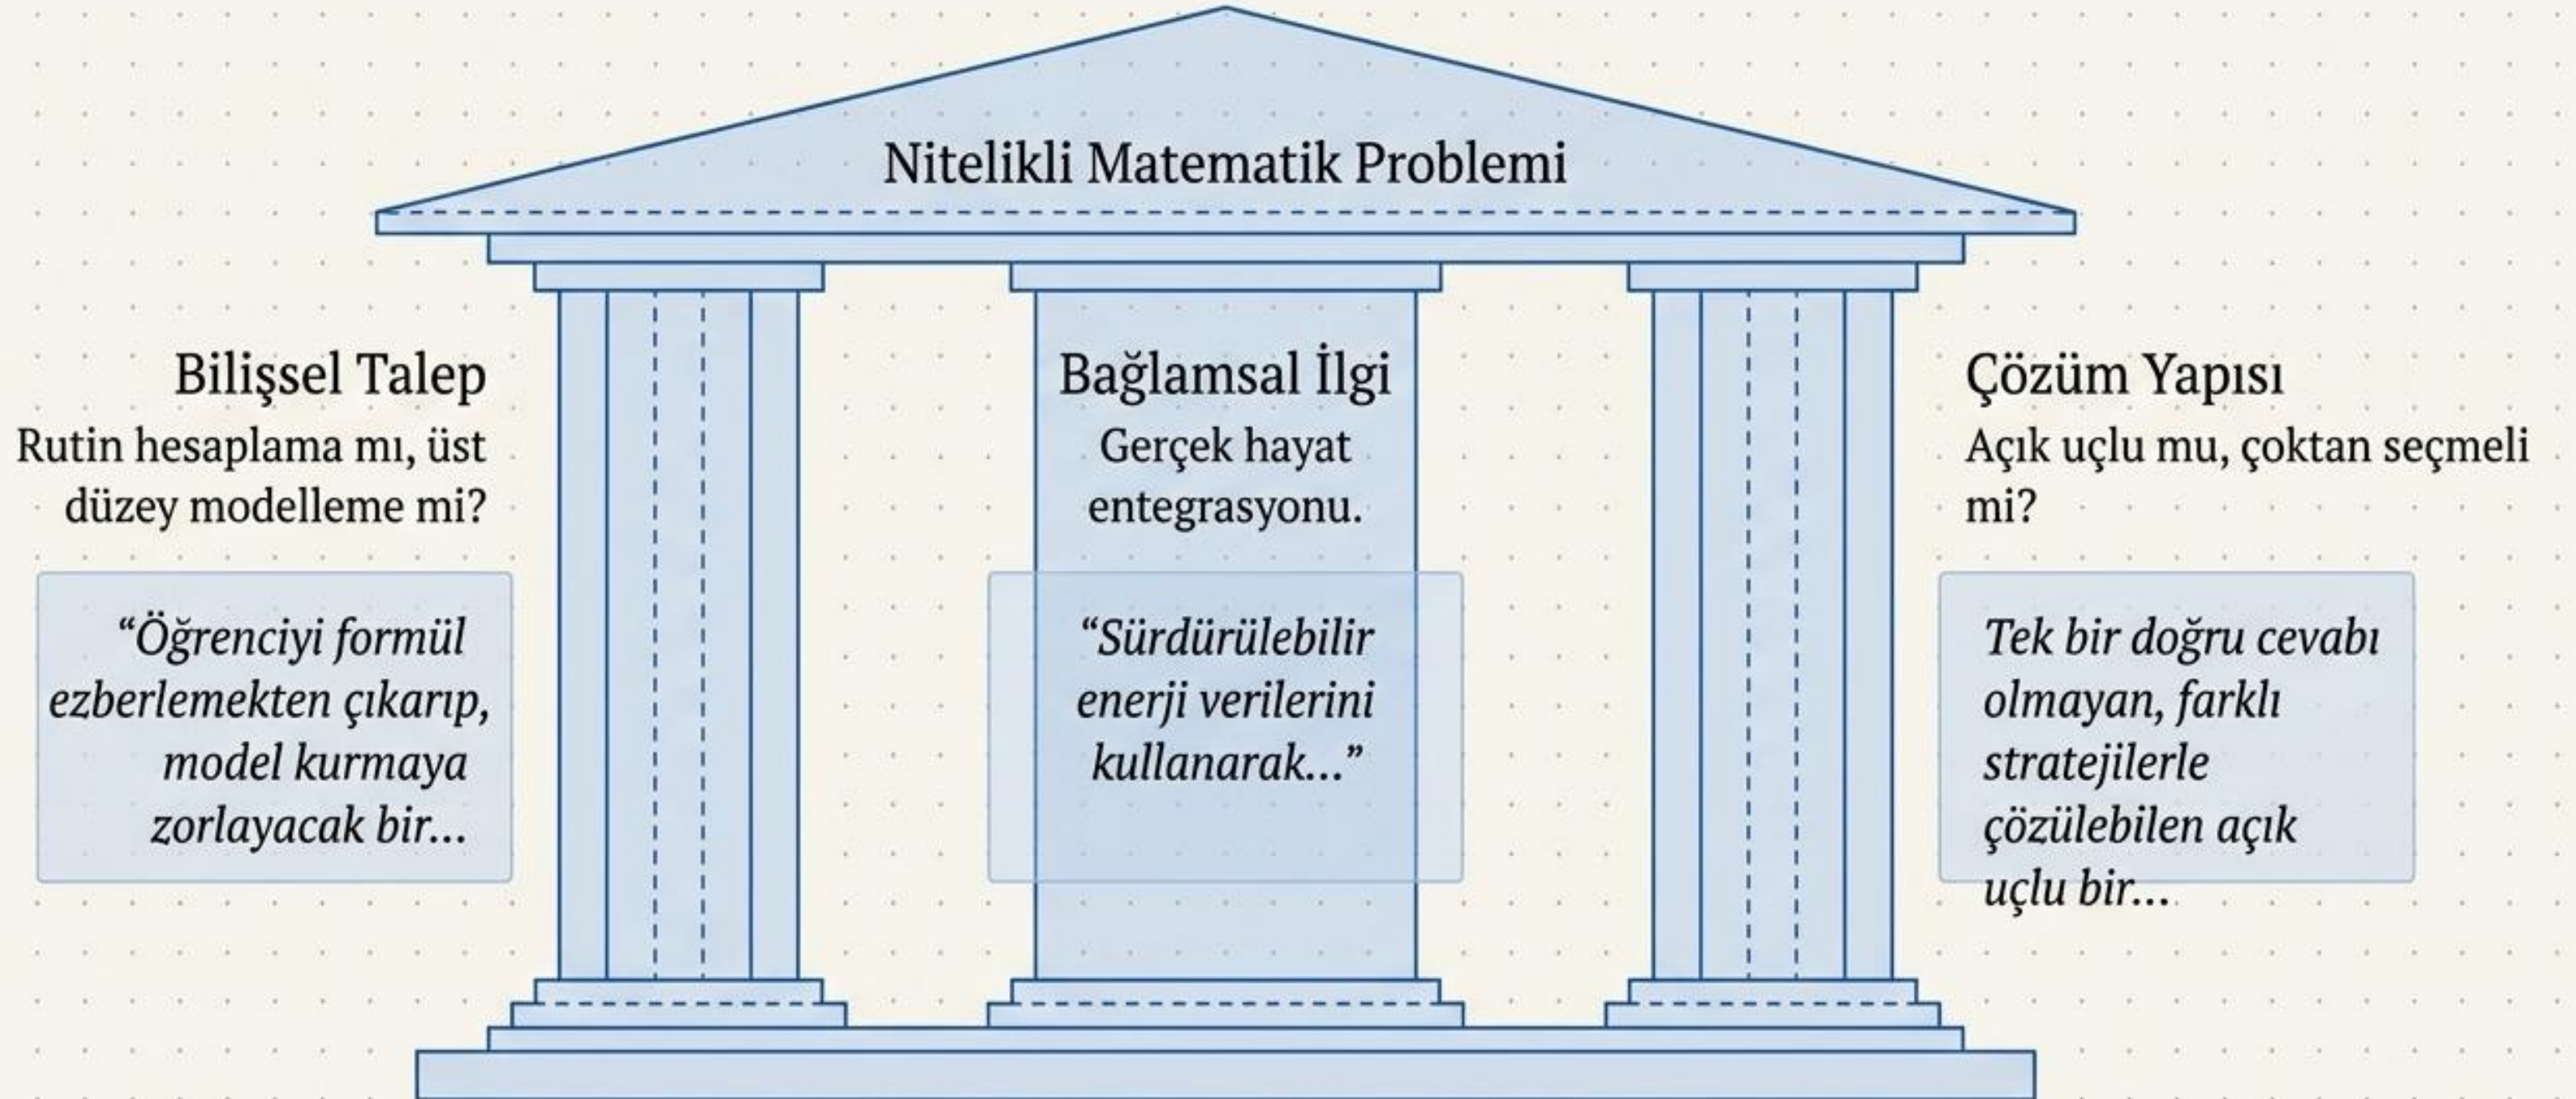 Nitelikli Matematik Problemi
Bilişsel Talep
Rutin hesaplama mı, üst
düzey modelleme mi?
“Öğrenciyi formül
ezberlemekten çıkarıp,
model kurmaya
zorlayacak bir...
Bağlamsal İlgi
Gerçek hayat
entegrasyonu.
“Sürdürülebilir
enerji verilerini
kullanarak...”
Çözüm Yapısı
Açık uçlu mu, çoktan seçmeli
mi?
Tek bir doğru cevabı
olmayan, farklı
stratejilerle
çözülebilen açık
uçlu bir...